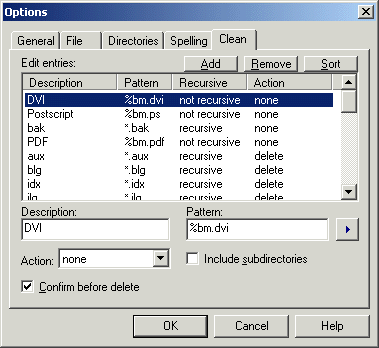 Options
General File Directories Spelling Clean
Edit entries: Add Remove Sort
Description Pattern Recursive Action
DVI %bm.dvi not recursive none
Postscript %bm.ps not recursive none
bak *.bak recursive none
PDF %bm.pdf not recursive none
aux *.aux recursive delete
blg *.blg recursive delete
idx *.idx recursive delete
ilg *.ilg recursive delete
Description: Pattern:
DVI %bm.dvi
Action: none Include subdirectories
Confirm before delete
OK Cancel Help